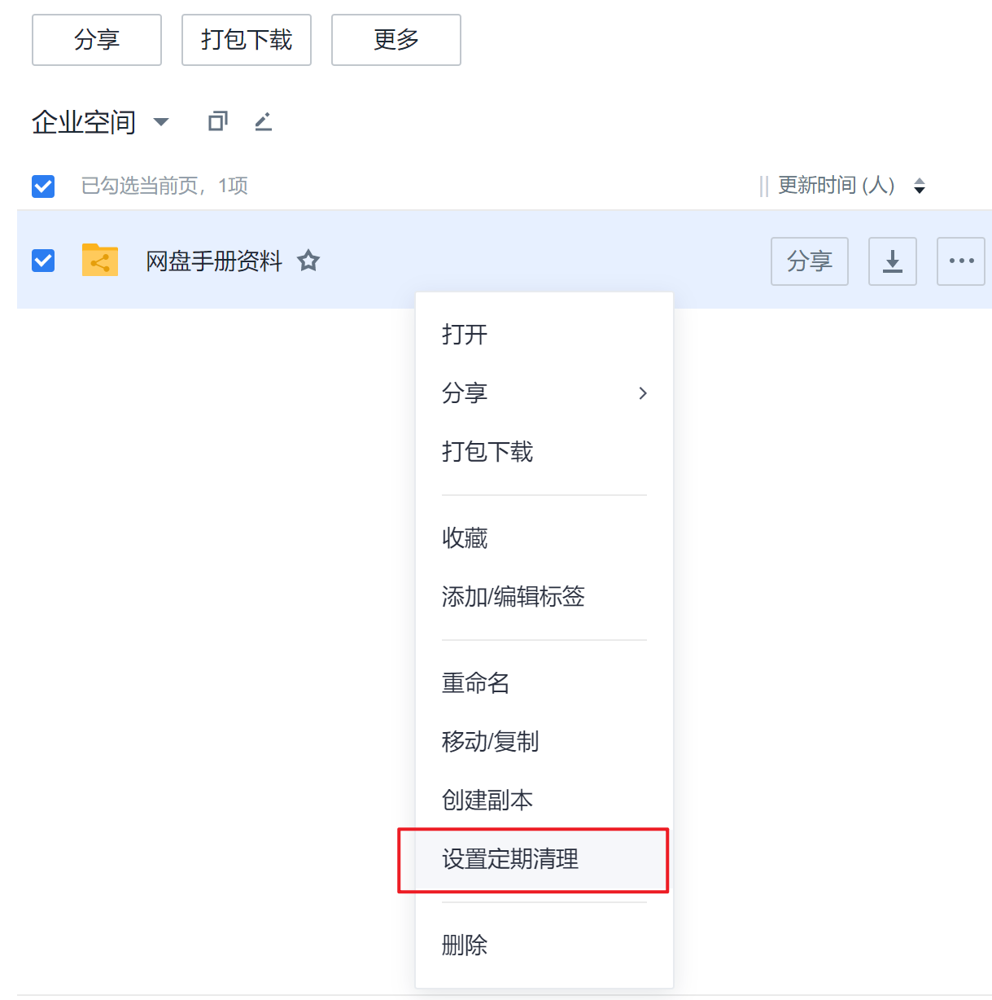 分享 打包下载 更多
企业空间
已勾选当前页，1项 更新时间 (人)
网盘手册资料 分享
打开
分享
打包下载
收藏
添加/编辑标签
重命名
移动/复制
创建副本
设置定期清理
删除